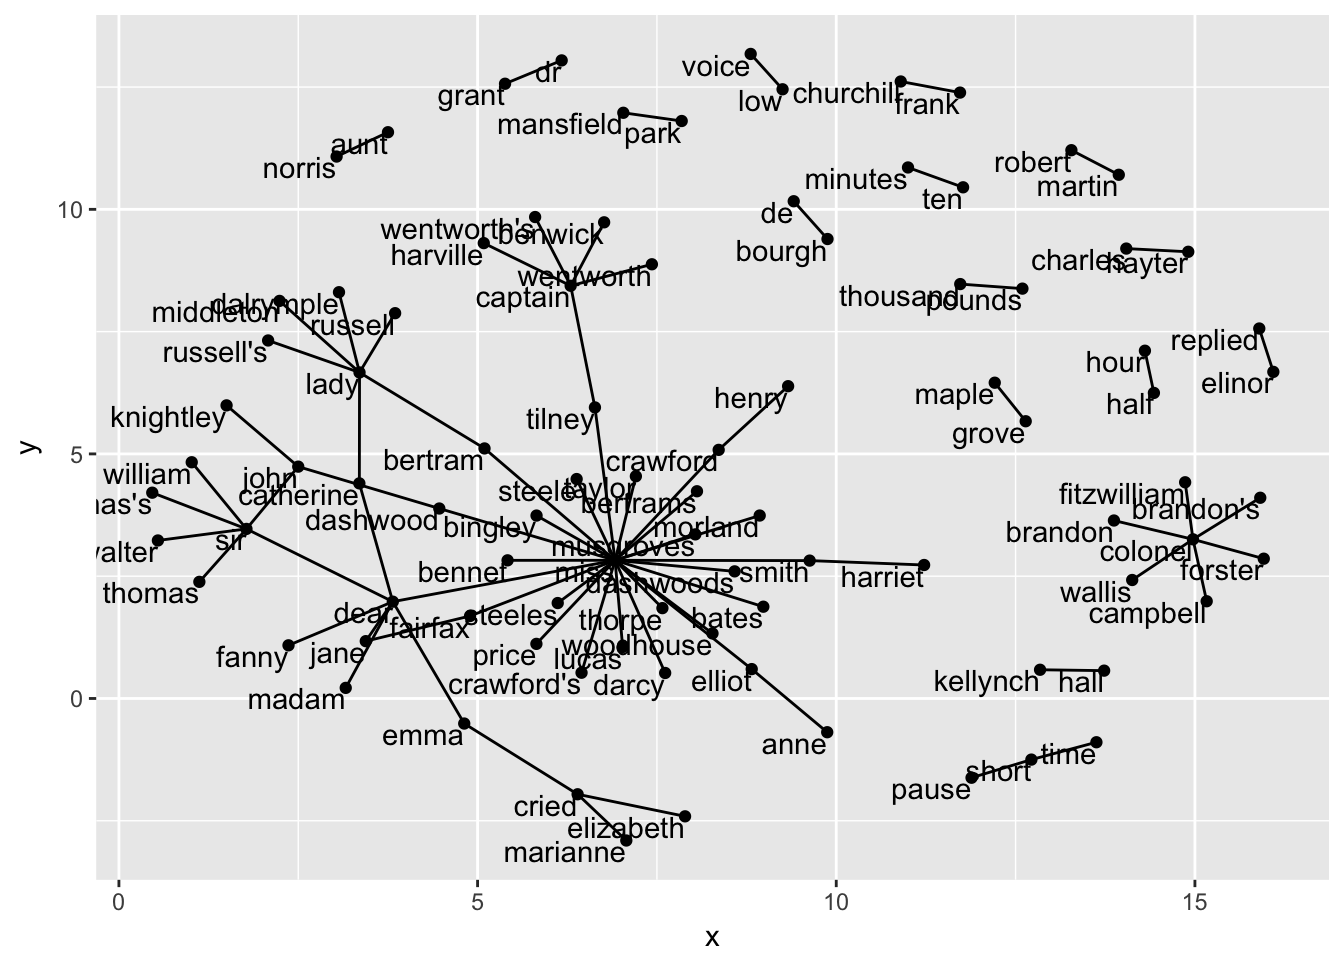 voice
dr
grant
low
churchill
frank
mansfield
park
aunt
norris
robert
martin
minutes
ten
10
de
wentworth's
benwick
harville
bourgh
charles
hayter
wentworth
captain
thousand
pounds
dalrymple
middleton
russell
russell's
replied
hour
elinor
lady
henry
maple
half
knightley
tilney
grove
y
5
bertram
crawford
william
john
catherine
steele
taylor
bertrams
fitzwilliam
brandon's
dashwood
bingley
morland
brandon
sir
musgroves
colonel
bennet
miss
smith
harriet
forster
dashwoods
thomas
wallis
dear
fairfax
steeles
thorpe
bates
campbell
fanny
jane
price
lucas
woodhouse
madam
crawford's
darcy
elliot
kellynch
hall
0
emma
anne
time
short
pause
cried
elizabeth
marianne
0
5
10
15
x